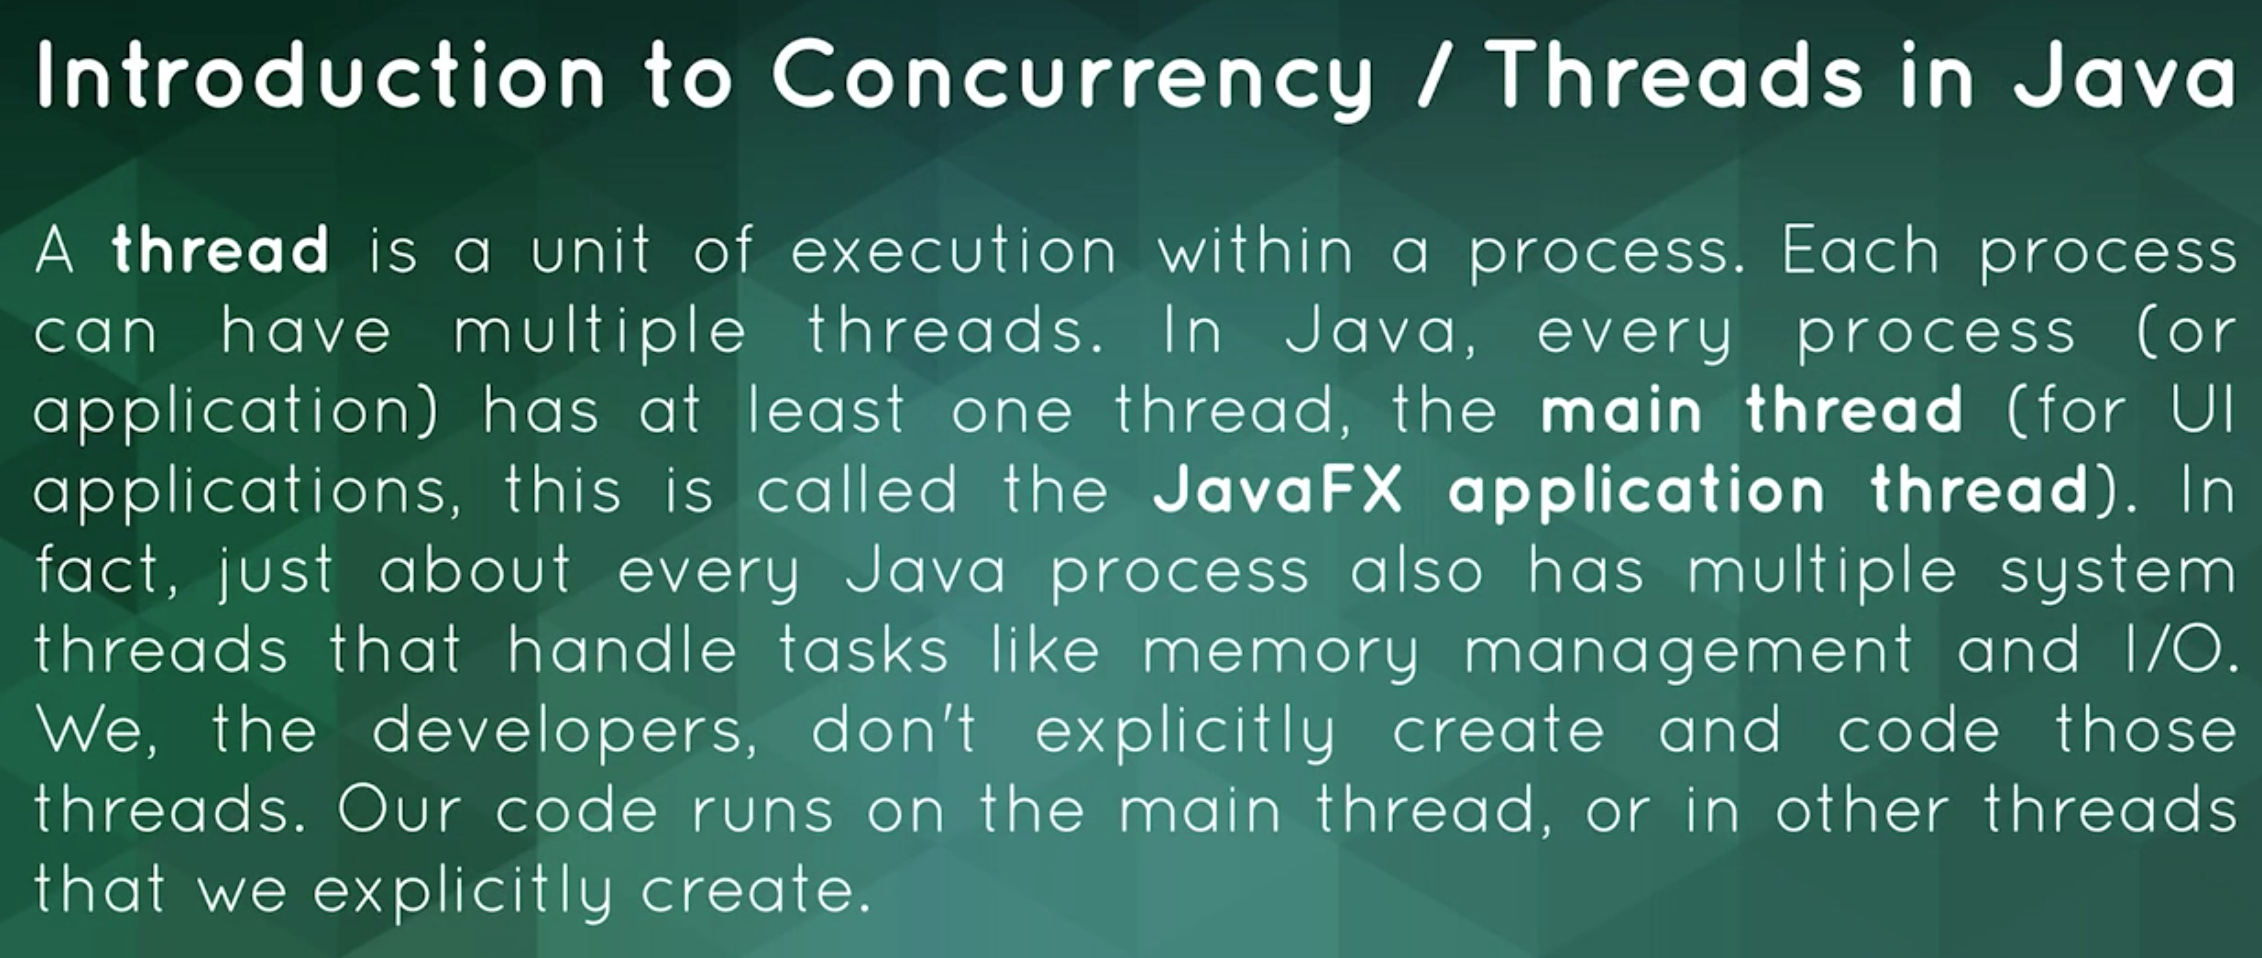 Introduction to Concurrency / Threads in Java
A thread is a unit of execution within a process. Each process
can have multiple threads. In Java, every process (or
application) has at least one thread, the main thread (for UI
applications, this is called the JavaFX application thread). In
fact, just about every Java process also has multiple system
threads that handle tasks like memory management and I/O.
We, the developers, don't explicitly create and code those
threads. Our code runs on the main thread, or in other threads
that we explicitly create.